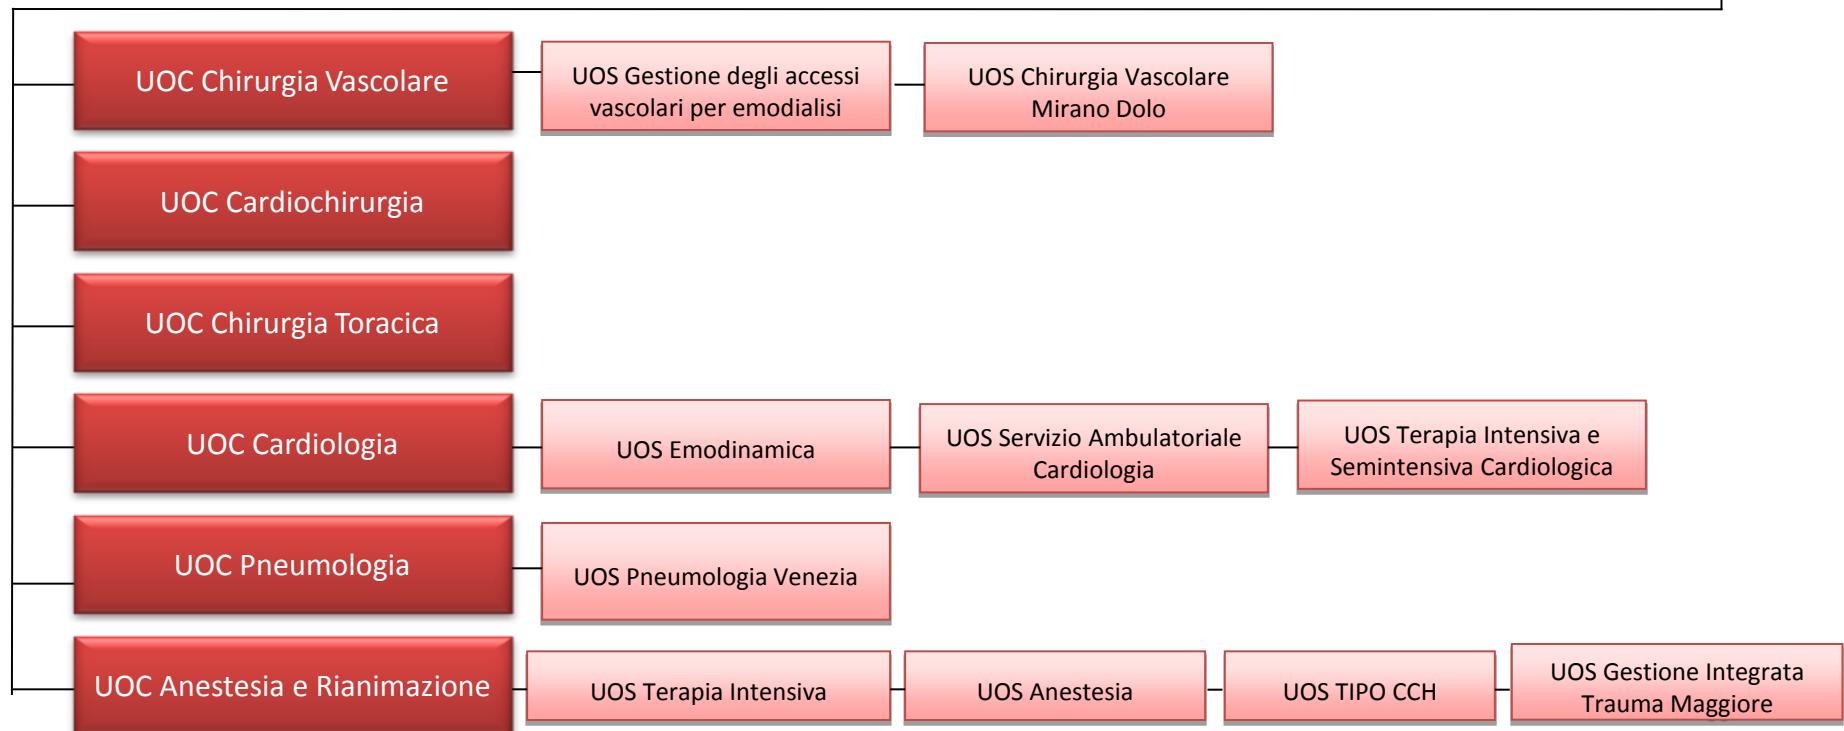 UOC Chirurgia Vascolare
UOS Gestione degli accessi
vascolari per emodialisi
UOS Chirurgia Vascolare
Mirano Dolo
UOC Cardiochirurgia
UOC Chirurgia Toracica
UOC Cardiologia
UOS Emodinamica
UOS Servizio Ambulatoriale
Cardiologia
UOS Terapia Intensiva e
Semintensiva Cardiologica
UOC Pneumologia
UOS Pneumologia Venezia
UOC Anestesia e Rianimazione
UOS Terapia Intensiva
UOS Anestesia
UOS TIPO CCH
UOS Gestione Integrata
Trauma Maggiore